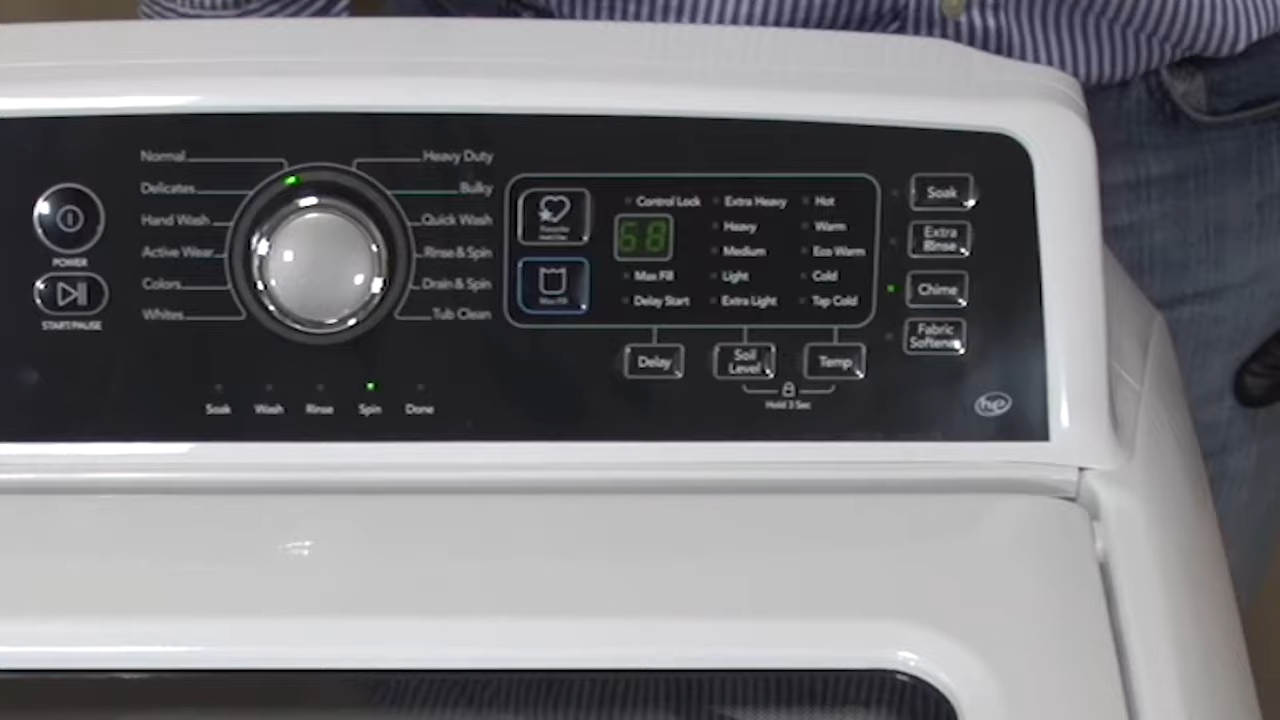 Normal
Delicates
Hand Wash
Active Wear
Colors
Whites
Heavy Duty
Bulky
Quick Wash
Rinse & Spin
Drain & Spin
Tub Clean
POWER
START/PAUSE
Soak
Wash
Rinse
Spin
Done
Max Fill
68
Control Lock
Max Fill
Delay Start
Extra Heavy
Heavy
Medium
Light
Extra Light
Hot
Warm
Eco Warm
Cold
Tap Cold
Delay
Soil
Level
Temp
Hold 3 Sec
Soak
Extra
Rinse
Chime
Fabric
Softener